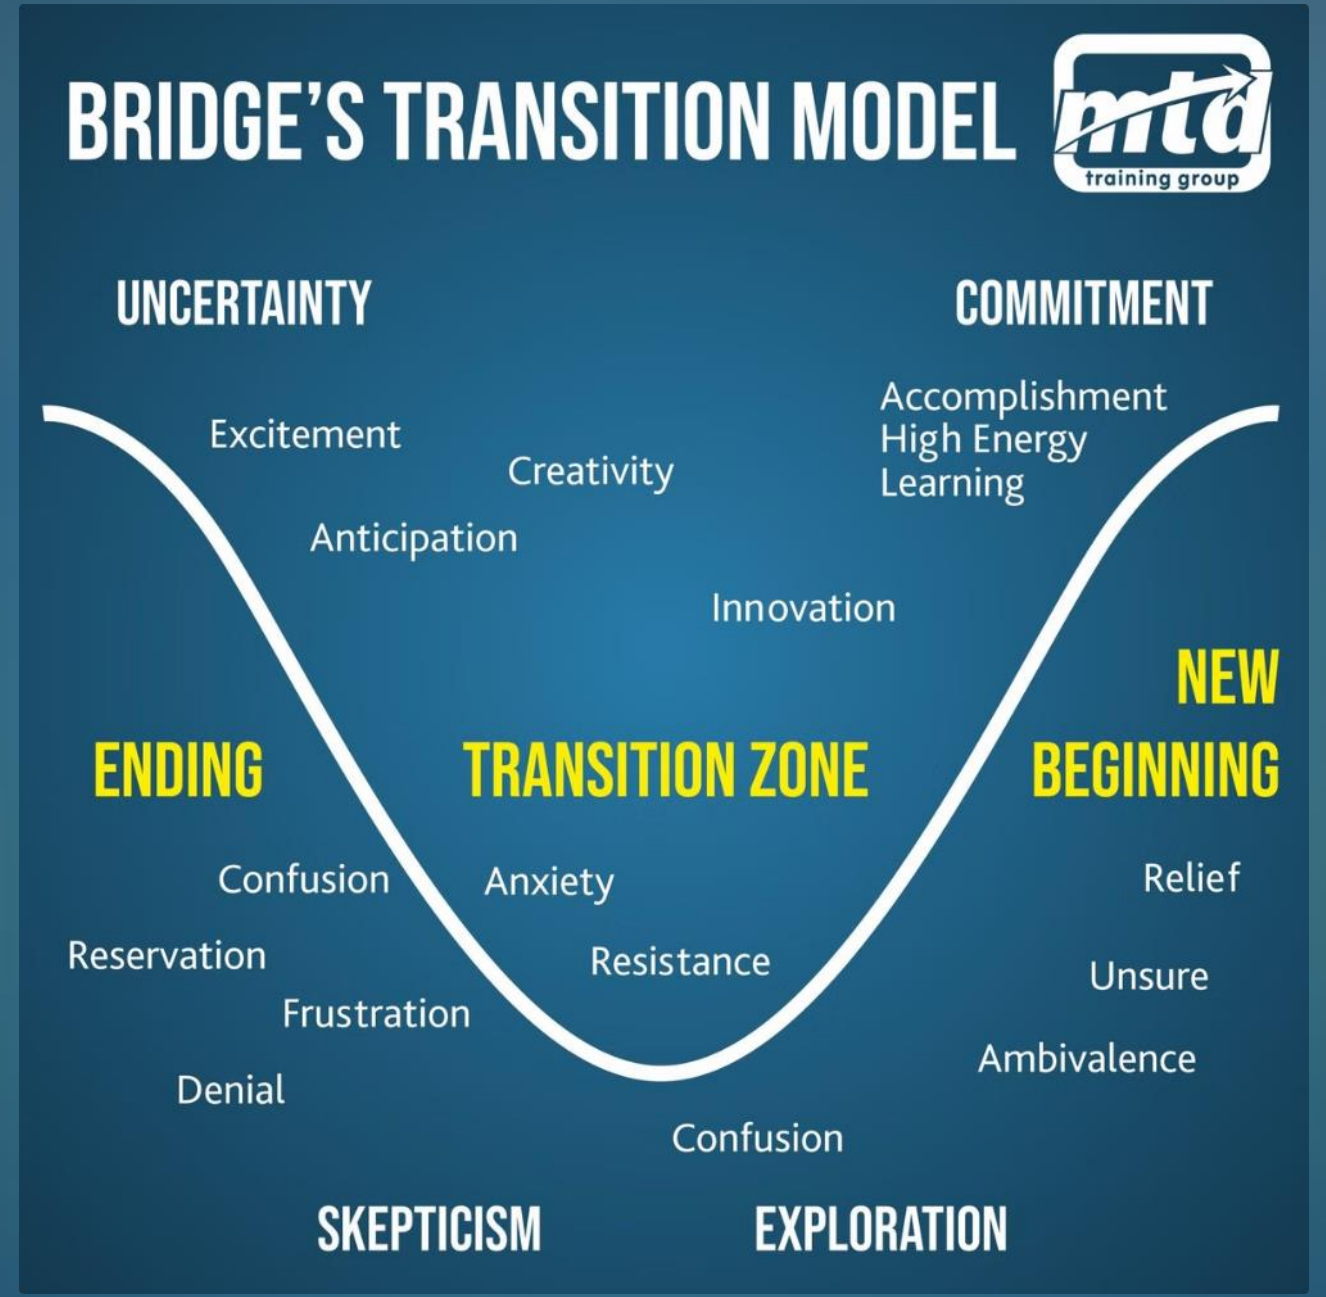 BRIDGE'S TRANSITION MODEL
mtd
training group
UNCERTAINTY
COMMITMENT
Accomplishment
High Energy
Learning
Excitement
Creativity
Anticipation
Innovation
NEW
BEGINNING
ENDING
TRANSITION ZONE
Confusion
Anxiety
Relief
Reservation
Resistance
Unsure
Frustration
Ambivalence
Denial
Confusion
SKEPTICISM
EXPLORATION